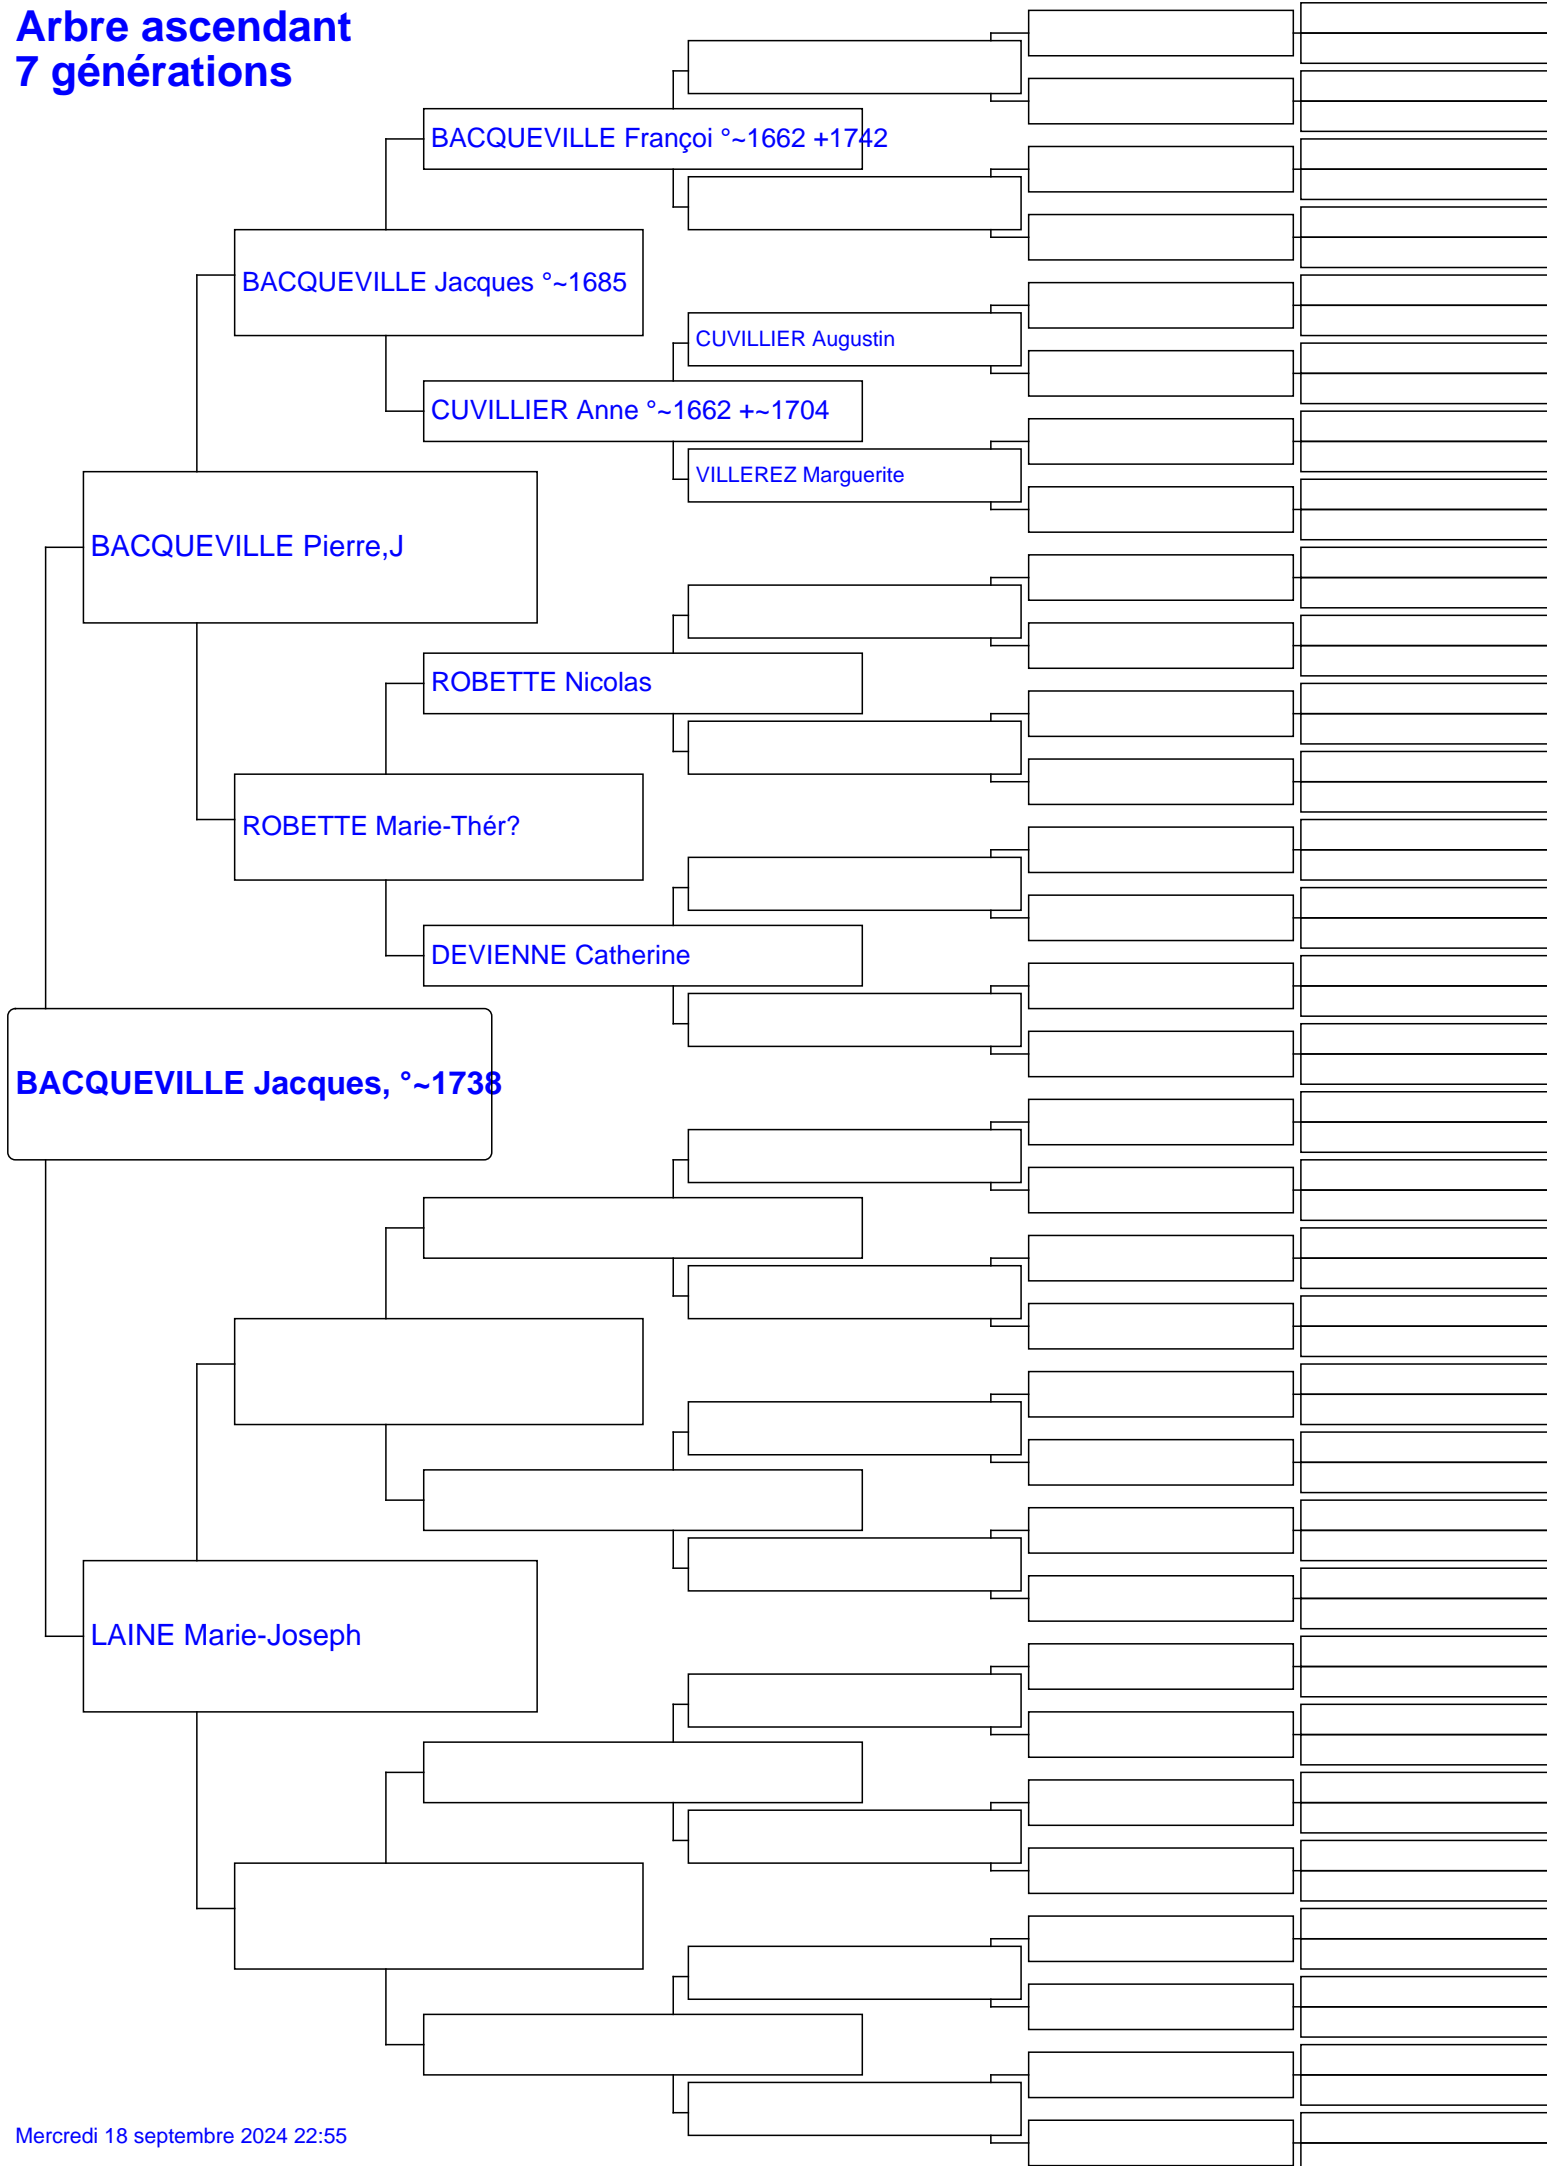 Arbre ascendant
7 générations
BACQUEVILLE Françoi °~1662 +1742
BACQUEVILLE Jacques °~1685
CUVILLIER Augustin
CUVILLIER Anne °~1662 +~1704
VILLEREZ Marguerite
BACQUEVILLE Pierre,J
ROBETTE Nicolas
ROBETTE Marie-Thér?
DEVIENNE Catherine
BACQUEVILLE Jacques, °~1738
LAINE Marie-Joseph
Mercredi 18 septembre 2024 22:55